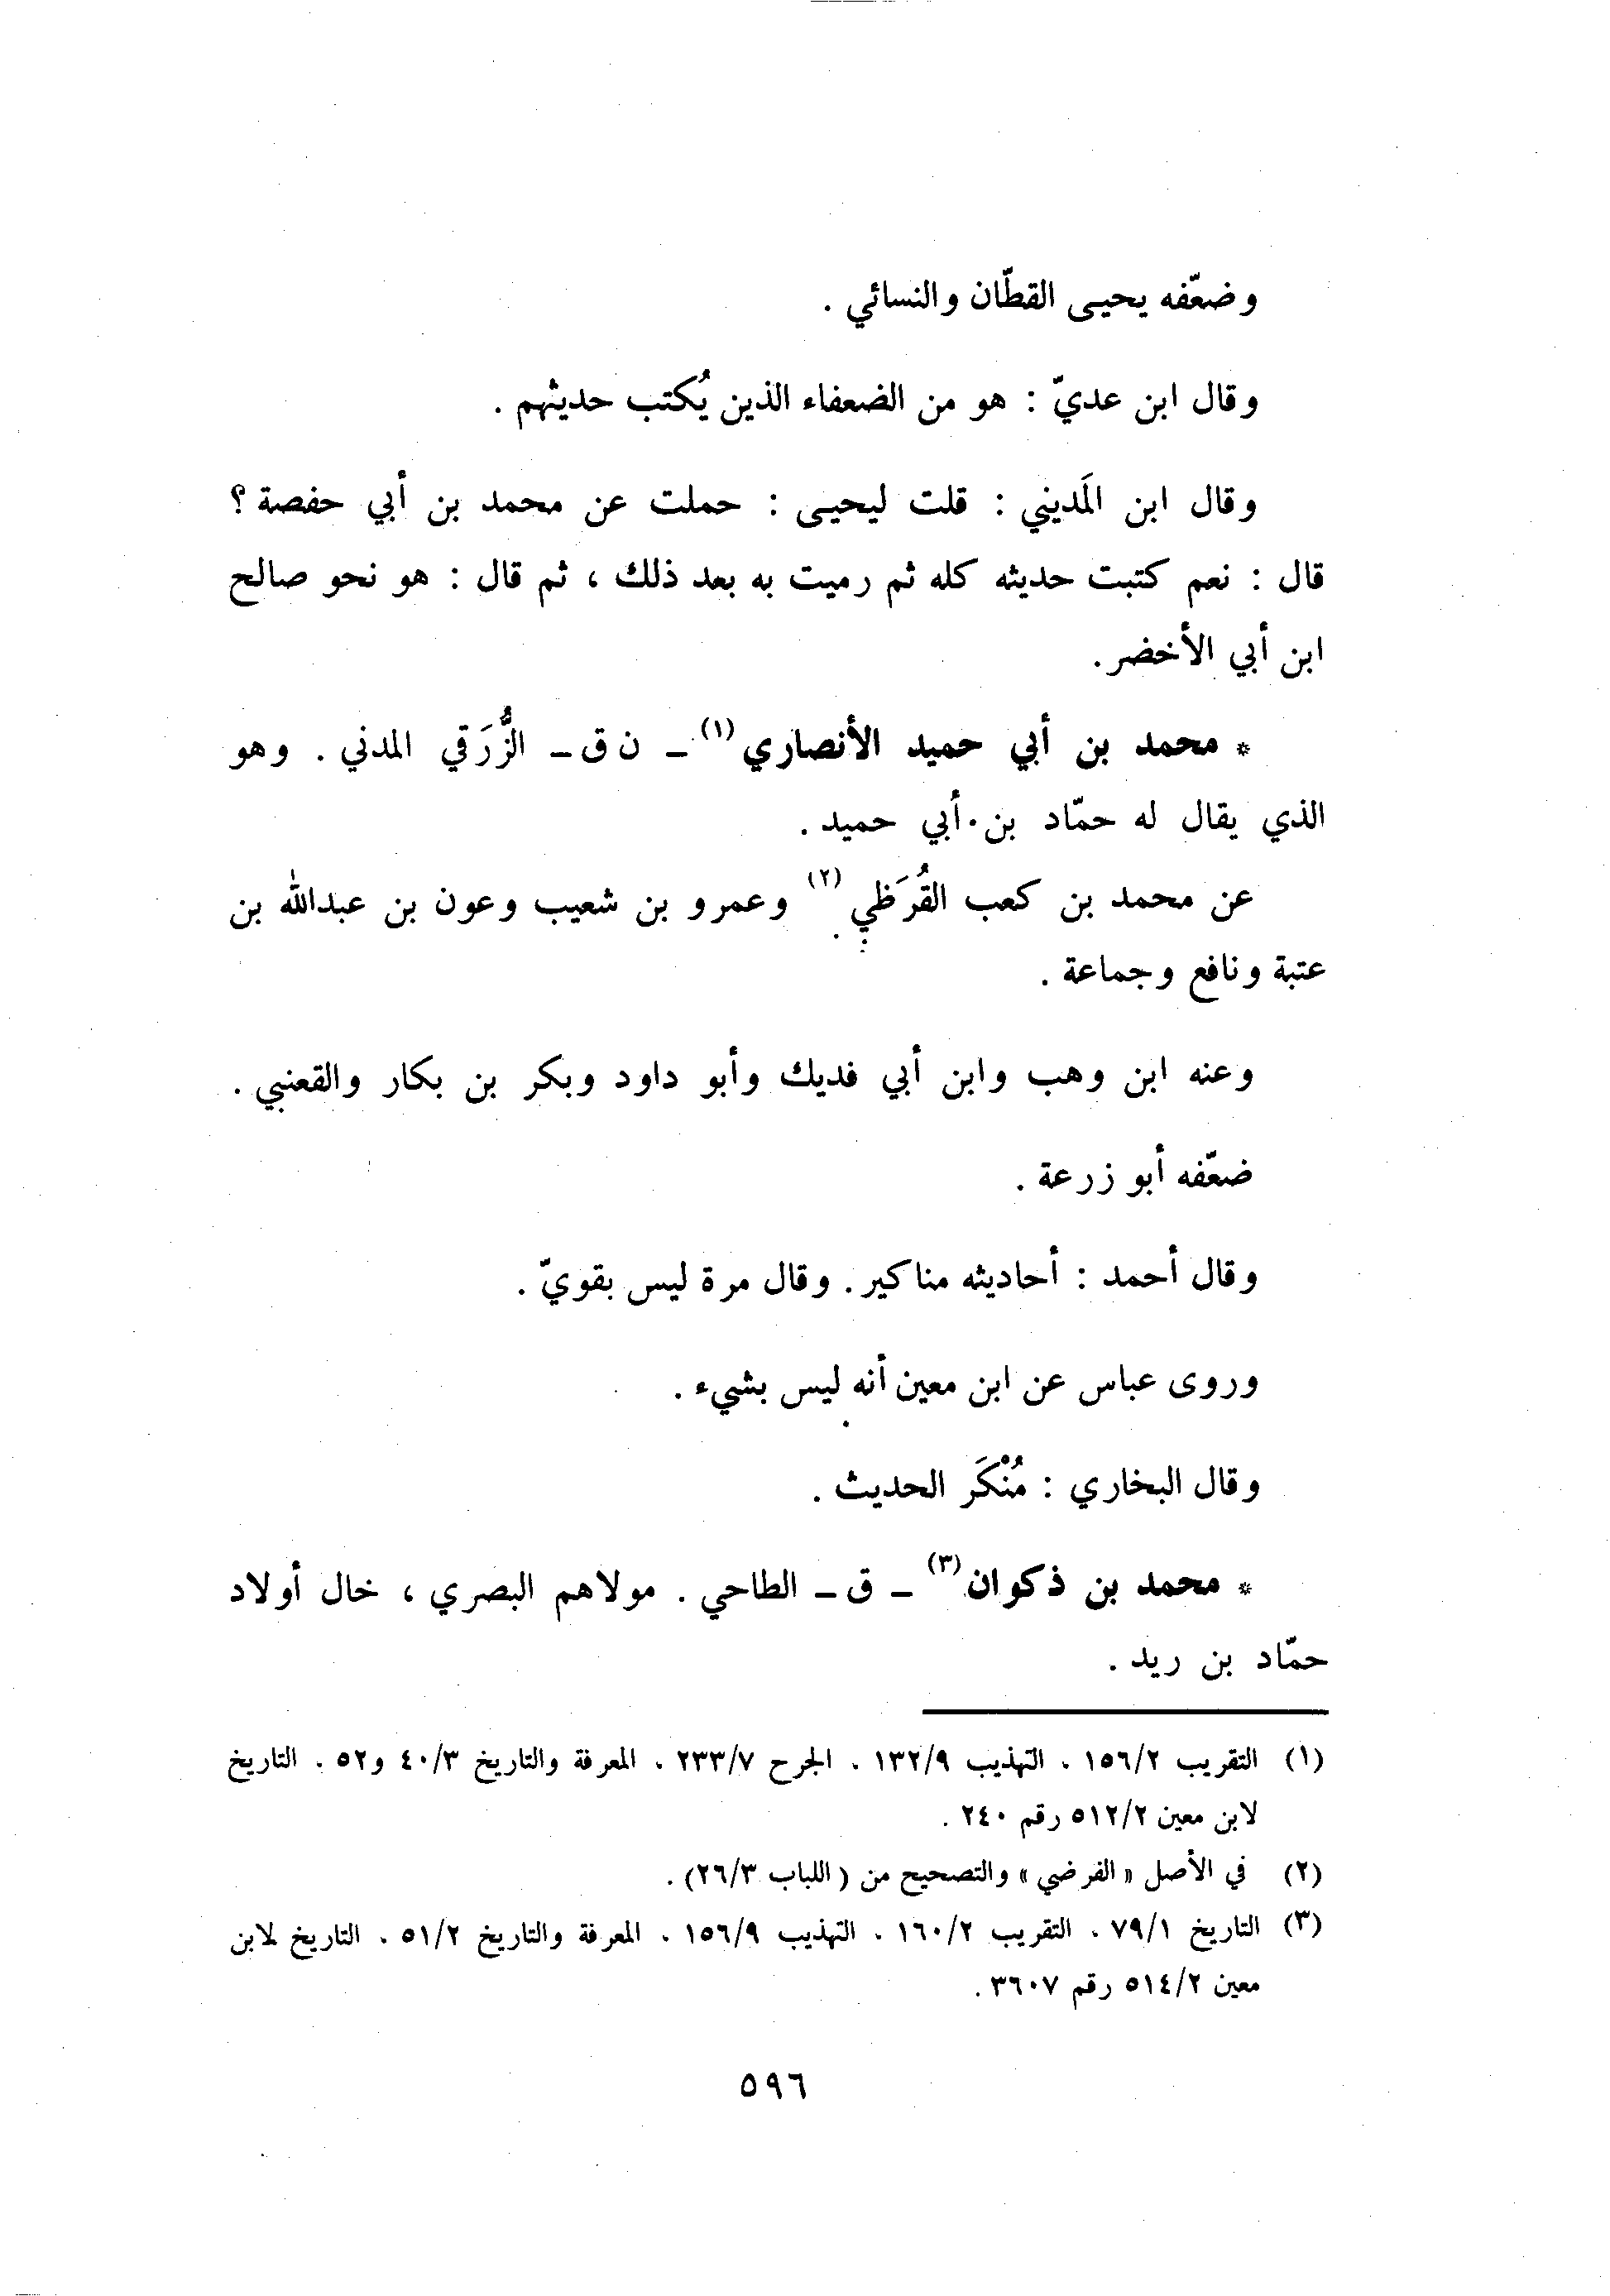 وضعّفه يحيـى القطّان والنسائي .
وقال ابن عديّ : هو من الضعفاء الذين يُكتب حديثهم .
وقال ابن المَديني : قلت ليحيـى : حملت عن محمد بن أبي حفصة ؟
قال : نعم كتبت حديثه كله ثم رميت به بعد ذلك ، ثم قال : هو نحو صالح
ابن أبي الأخضر.
* محمد بن أبي حميد الأنصاري(١) ـ ن ق ـ الزُّرَقي المدني . وهو
الذي يقال له حمّاد بن أبي حميد .
عن محمد بن كعب القُرَظي(٢) وعمرو بن شعيب وعون بن عبدالله بن
عتبة ونافع وجماعة .
وعنه ابن وهب وابن أبي فديك وأبو داود وبكر بن بكار والقعنبي .
ضعّفه أبو زرعة .
وقال أحمد : أحاديثه مناكير . وقال مرة ليس بقويّ .
وروى عباس عن ابن معين أنه ليس بشيء .
وقال البخاري : مُنْكَر الحديث .
* محمد بن ذكوان(٣) ـ ق ـ الطاحي . مولاهم البصري ، خال أولاد
حمّاد بن ريد .
(١) التقريب ١٥٦/٢ . التهذيب ١٣٢/٩ . الجرح ٢٣٣/٧ . المعرفة والتاريخ ٤٠/٣ و٥٢ . التاريخ
لابن معين ٥١٢/٢ رقم ٢٤٠ .
(٢) في الأصل «الفرضي» والتصحيح من (اللباب ٢٦/٣) .
(٣) التاريخ ٧٩/١ . التقريب ١٦٠/٢ . التهذيب ١٥٦/٩ . المعرفة والتاريخ ٥١/٢ . التاريخ لابن
معين ٥١٤/٢ رقم ٣٦٠٧ .
٥٩٦